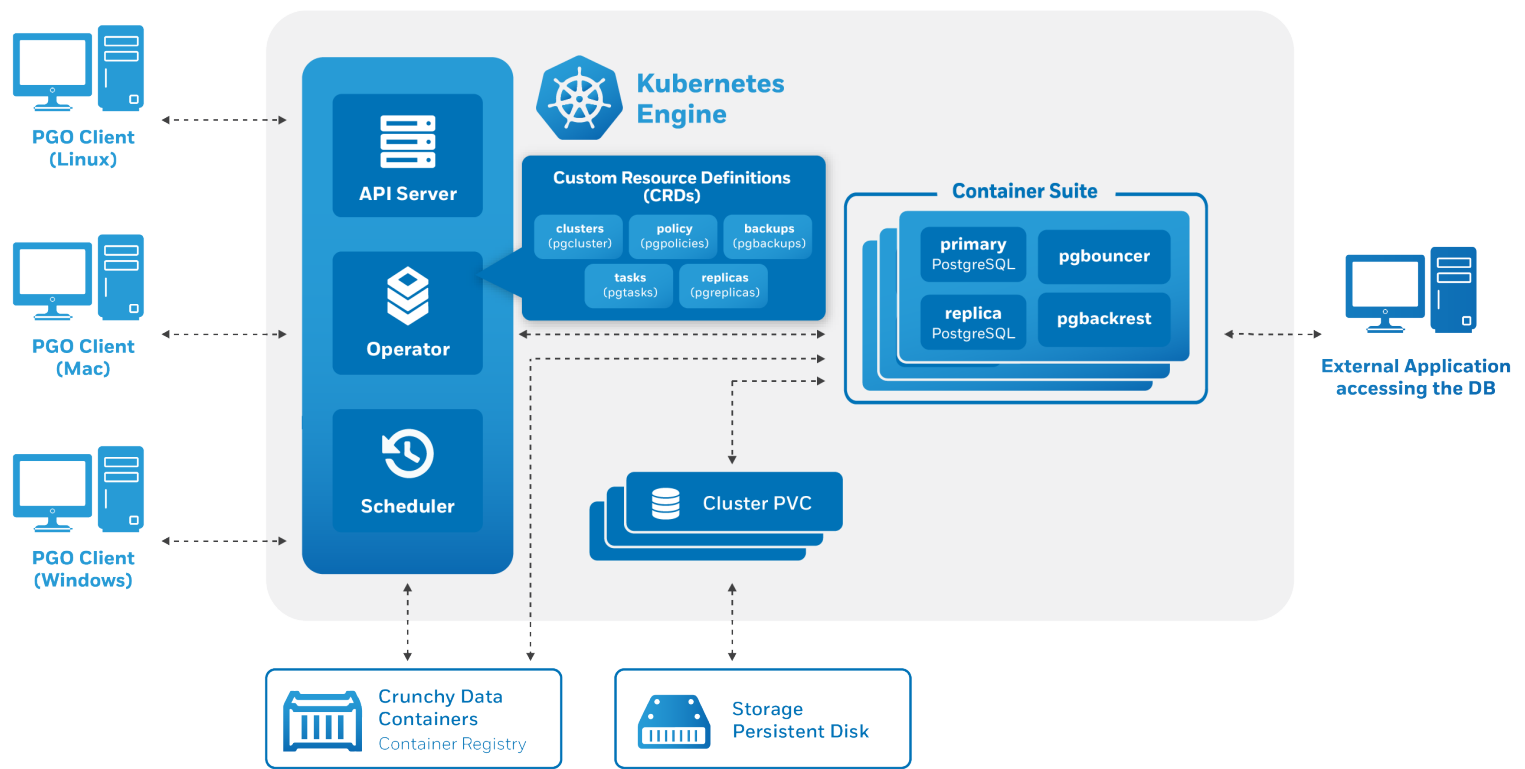 PGO Client
(Linux)
PGO Client
(Mac)
PGO Client
(Windows)
API Server
Operator
Scheduler
Kubernetes
Engine
Custom Resource Definitions
(CRDs)
clusters
(pgcluster)
policy
(pgpolicies)
backups
(pgbackups)
tasks
(pgtasks)
replicas
(pgreplicas)
Container Suite
primary
PostgreSQL
pgbouncer
replica
PostgreSQL
pgbackrest
Cluster PVC
External Application
accessing the DB
Crunchy Data
Containers
Container Registry
Storage
Persistent Disk